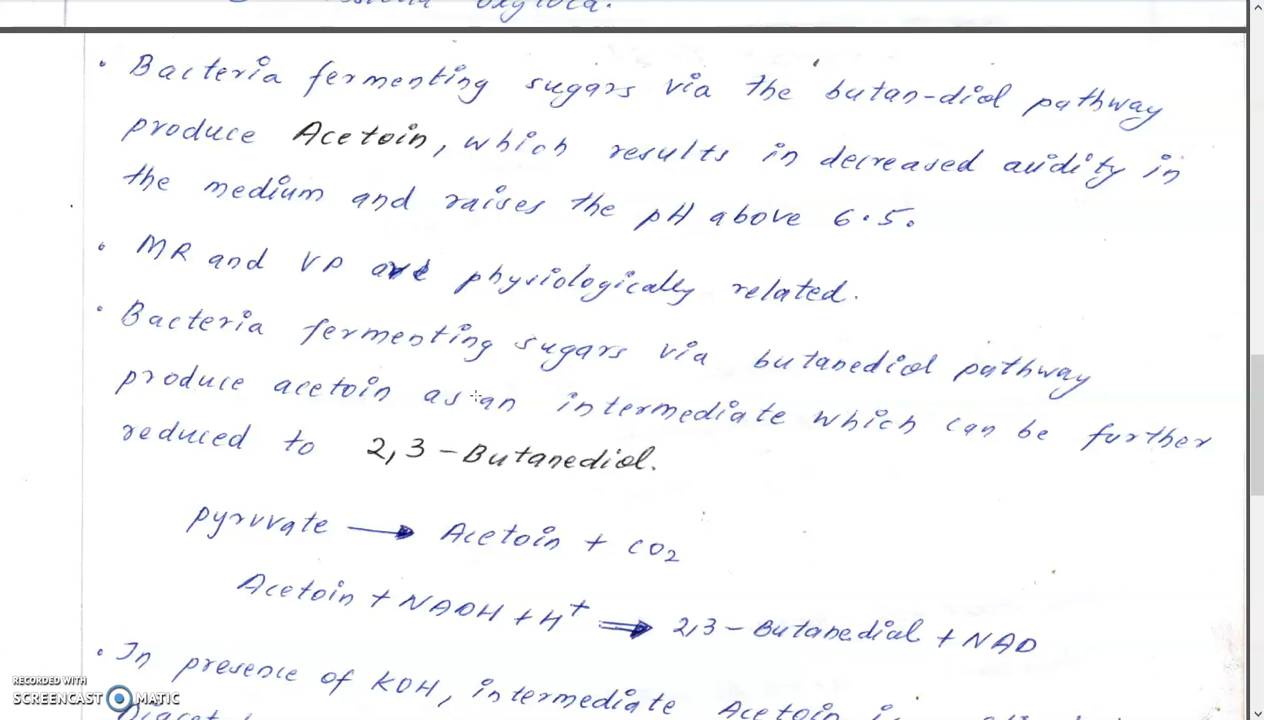 oxytoca.
• Bacteria fermenting sugars via the butan-diol pathway
produce Acetoin, which results in decreased acidity in
the medium and raises the pH above 6.5.
• MR and VP are physiologically related.
• Bacteria fermenting sugars via butanediol pathway
produce acetoin as an intermediate which can be further
reduced to 2,3-Butanediol.
pyruvate → Acetoin + CO2
Acetoin + NADH + H+ ⇒ 2,3-Butanediol + NAD
• In presence of KOH, intermediate Acetoin is
RECORDED WITH
SCREENCAST MATIC